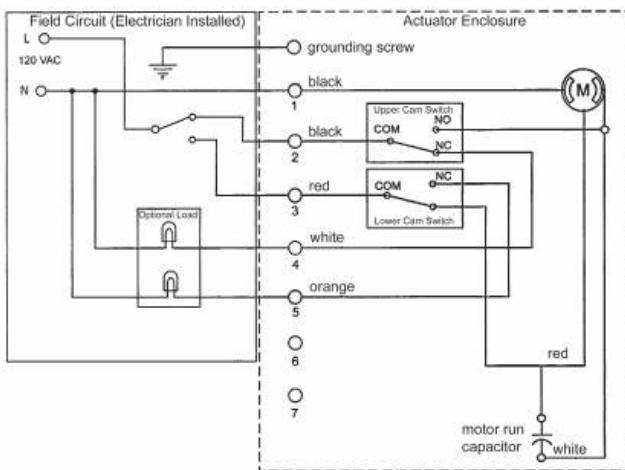 Field Circuit (Electrician Installed)
Actuator Enclosure
L
120 VAC
N
grounding screw
black
1
black
2
red
3
white
4
orange
5
6
7
Upper Cam Switch
NO
COM
NC
NC
COM
Lower Cam Switch
Optional Load
M
red
motor run
capacitor
white